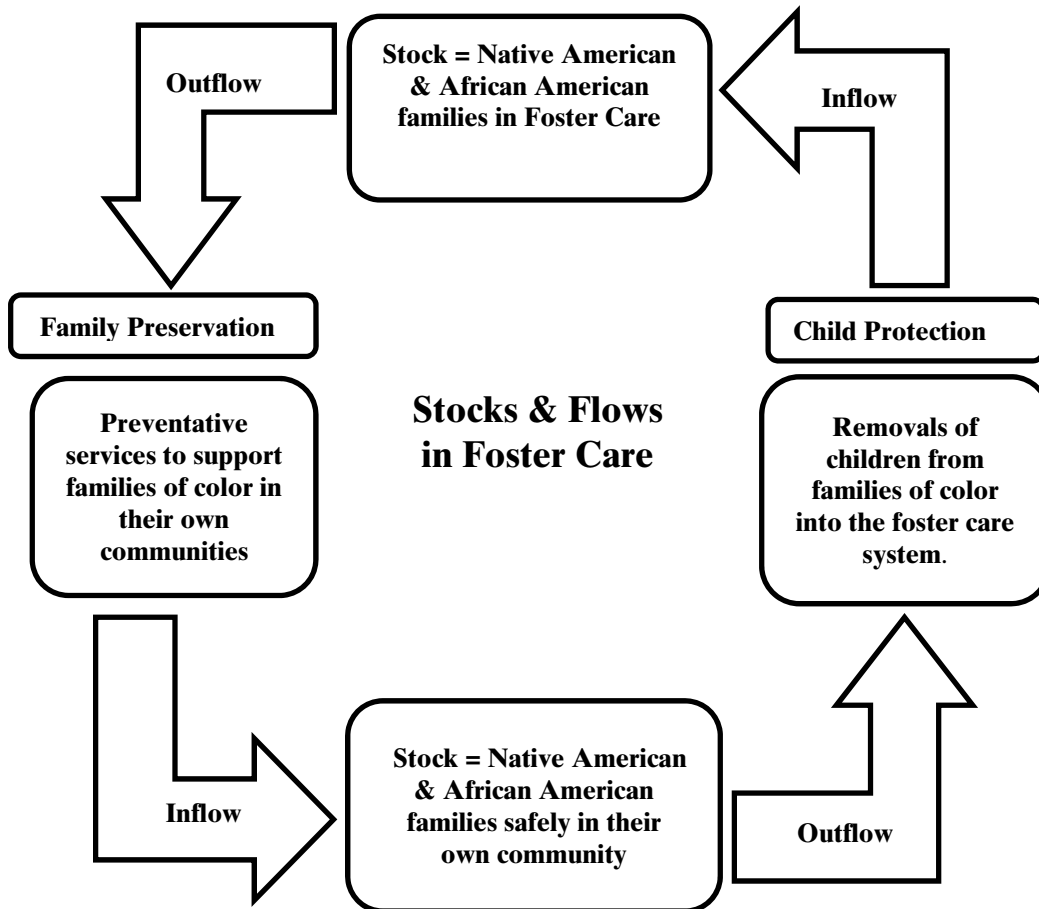 Outflow
Stock = Native American
& African American
families in Foster Care
Inflow
Family Preservation
Child Protection
Preventative
services to support
families of color in
their own
communities
Stocks & Flows
in Foster Care
Removals of
children from
families of color
into the foster care
system.
Inflow
Stock = Native American
& African American
families safely in their
own community
Outflow